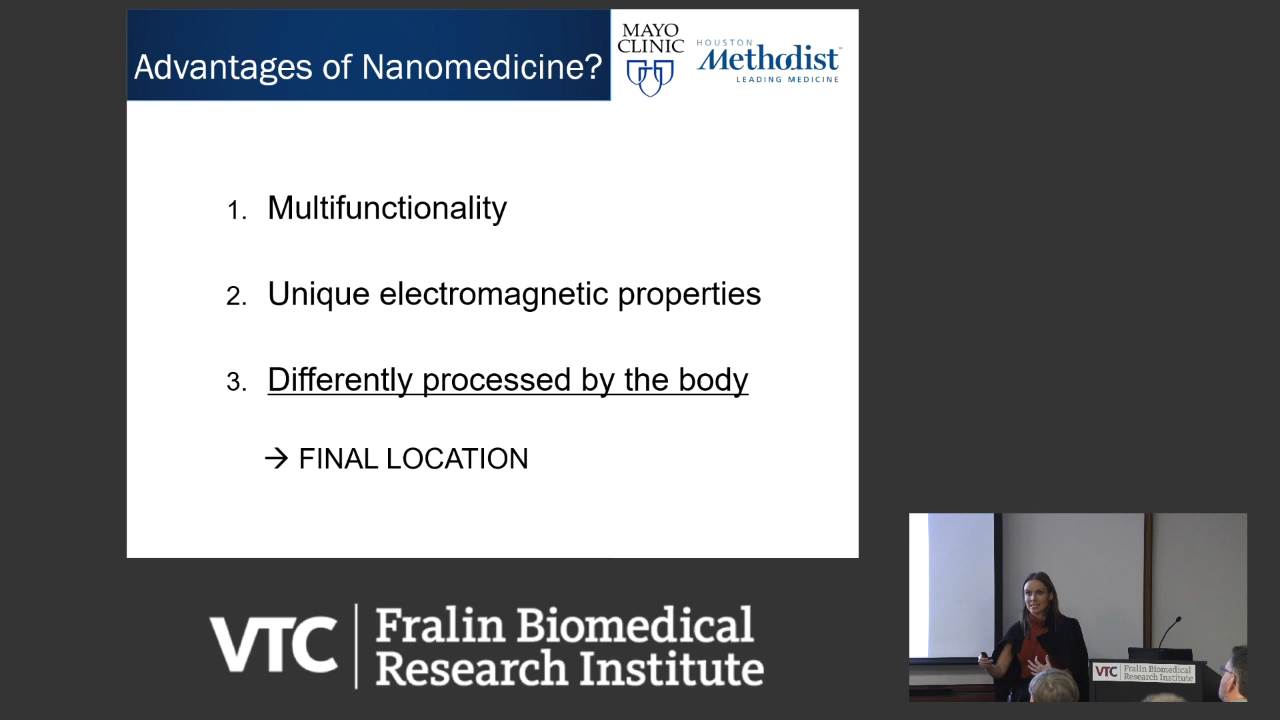 Advantages of Nanomedicine?
MAYO
CLINIC
HOUSTON
Methodist
LEADING MEDICINE
1. Multifunctionality
2. Unique electromagnetic properties
3. Differently processed by the body
→ FINAL LOCATION
VTC
Fralin Biomedical
Research Institute
VTC
Fralin Biomedical
Research Institute